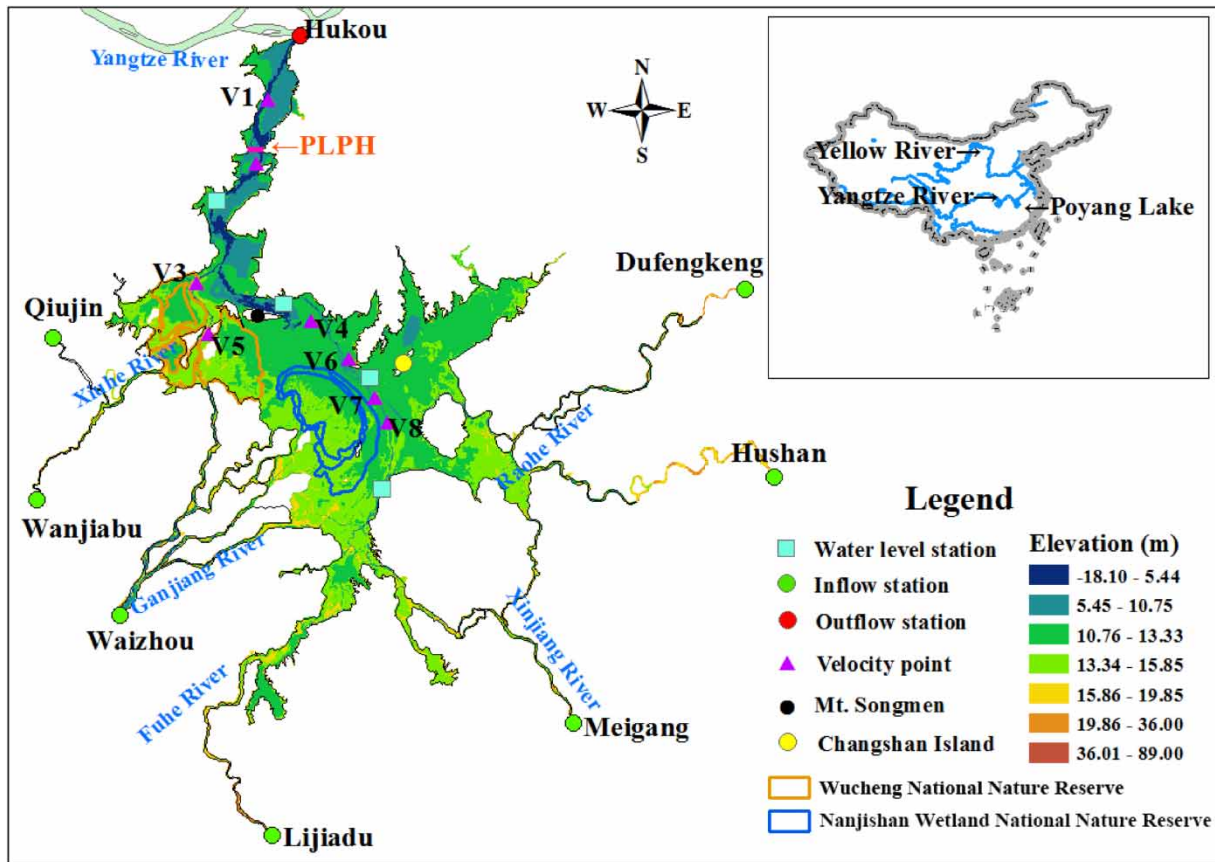 Hukou
Yangtze River
V1
←PLPH
N
W
E
S
V3
Qiujin
V4
V5
Xiuhe River
V6
V7
V8
Dufengkeng
Raohe River
Hushan
Wanjiabu
Ganjiang River
Waizhou
Xinjiang River
Fuhe River
Meigang
Lijiadu
Yellow River→
Yangtze River→
←Poyang Lake
Legend
Water level station
Inflow station
Outflow station
Velocity point
Mt. Songmen
Changshan Island
Elevation (m)
-18.10 - 5.44
5.45 - 10.75
10.76 - 13.33
13.34 - 15.85
15.86 - 19.85
19.86 - 36.00
36.01 - 89.00
Wucheng National Nature Reserve
Nanjishan Wetland National Nature Reserve